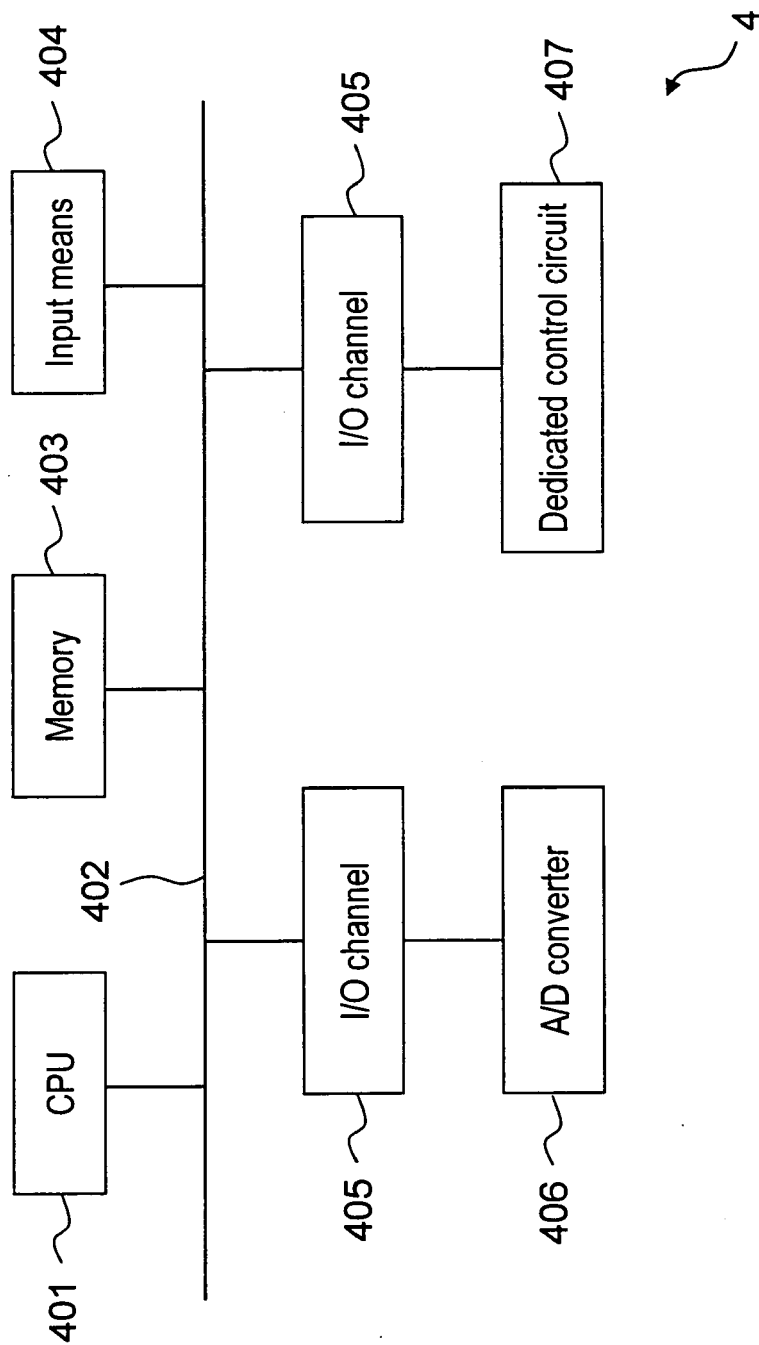 401
CPU
402
Memory
403
Input means
404
405
I/O channel
I/O channel
405
406
A/D converter
Dedicated control circuit
407
4